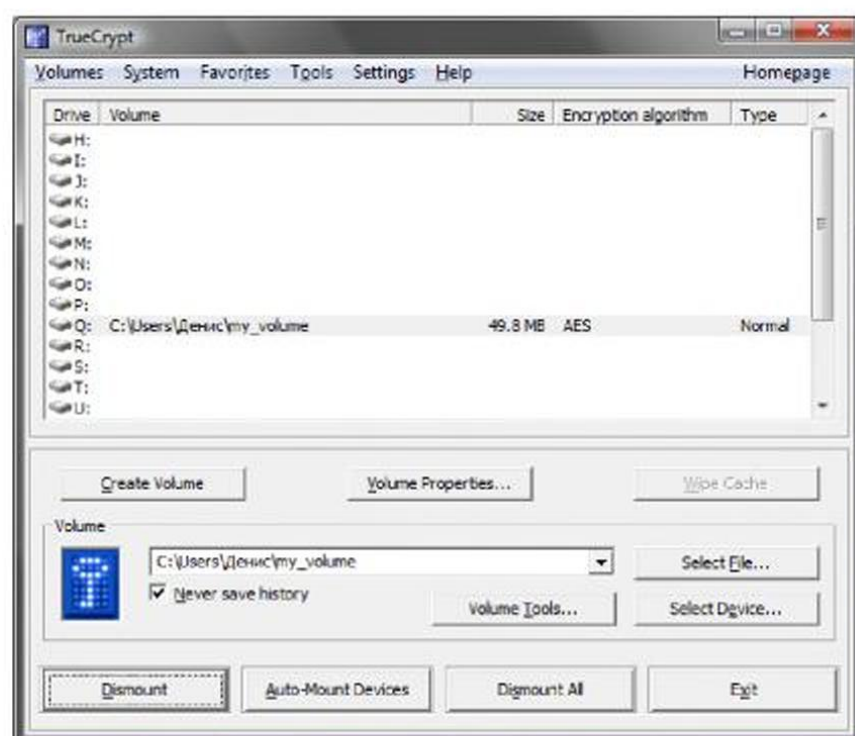 TrueCrypt
Volumes System Favorites Tools Settings Help Homepage
Drive Volume Size Encryption algorithm Type
H:
I:
J:
K:
L:
M:
N:
O:
P:
Q: C:\Users\Денис\my_volume 49.8 MB AES Normal
R:
S:
T:
U:
Create Volume Volume Properties... Wipe Cache
Volume
C:\Users\Денис\my_volume Select File...
Never save history
Volume Tools... Select Device...
Dismount Auto-Mount Devices Dismount All Exit